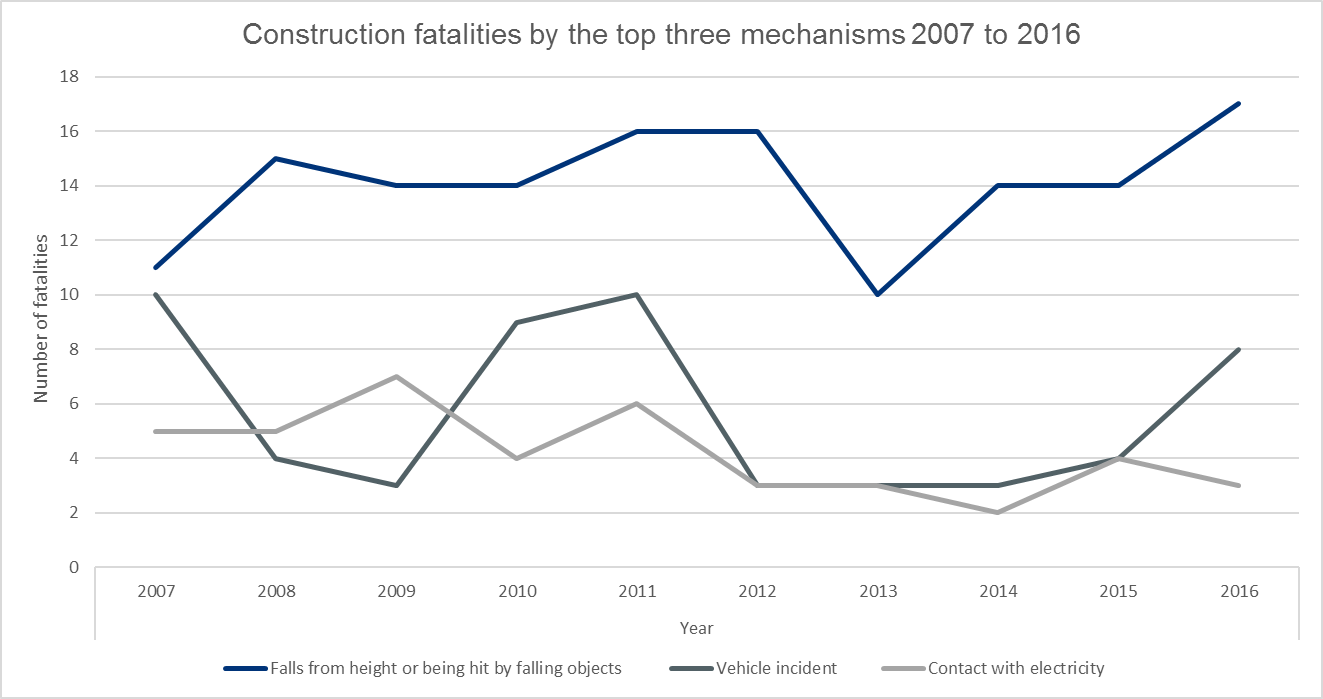 Construction fatalities by the top three mechanisms 2007 to 2016
18
16
14
12
10
8
6
4
2
0
Number of fatalities
2007 2008 2009 2010 2011 2012 2013 2014 2015 2016
Year
Falls from height or being hit by falling objects Vehicle incident Contact with electricity